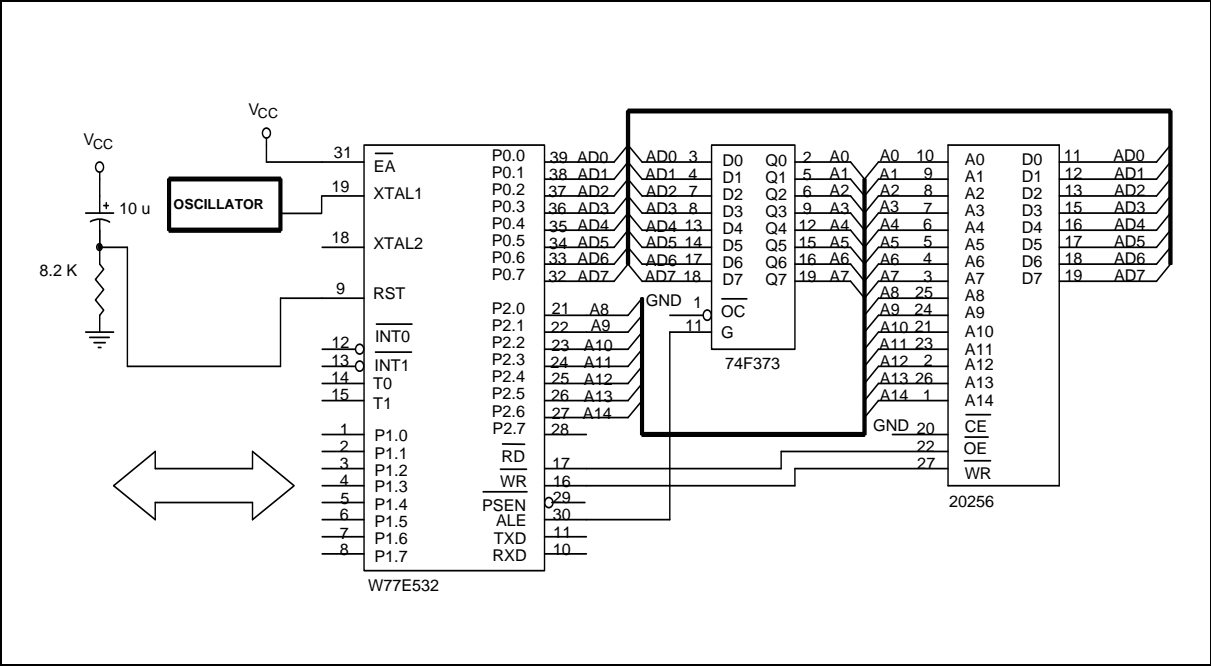 VCC
VCC
10 u
8.2 K
OSCILLATOR
31 EA
19 XTAL1
18 XTAL2
9 RST
12 INT0
13 INT1
14 T0
15 T1
1 P1.0
2 P1.1
3 P1.2
4 P1.3
5 P1.4
6 P1.5
7 P1.6
8 P1.7
P0.0 39 AD0
P0.1 38 AD1
P0.2 37 AD2
P0.3 36 AD3
P0.4 35 AD4
P0.5 34 AD5
P0.6 33 AD6
P0.7 32 AD7
P2.0 21 A8
P2.1 22 A9
P2.2 23 A10
P2.3 24 A11
P2.4 25 A12
P2.5 26 A13
P2.6 27 A14
P2.7 28
RD 17
WR 16
PSEN 29
ALE 30
TXD 11
RXD 10
W77E532
AD0 3 D0 Q0 2 A0
AD1 4 D1 Q1 5 A1
AD2 7 D2 Q2 6 A2
AD3 8 D3 Q3 9 A3
AD4 13 D4 Q4 12 A4
AD5 14 D5 Q5 15 A5
AD6 17 D6 Q6 16 A6
AD7 18 D7 Q7 19 A7
GND 1 OC
11 G
74F373
A0 10 A0 D0 11 AD0
A1 9 A1 D1 12 AD1
A2 8 A2 D2 13 AD2
A3 7 A3 D3 15 AD3
A4 6 A4 D4 16 AD4
A5 5 A5 D5 17 AD5
A6 4 A6 D6 18 AD6
A7 3 A7 D7 19 AD7
A8 25 A8
A9 24 A9
A10 21 A10
A11 23 A11
A12 2 A12
A13 26 A13
A14 1 A14
GND 20 CE
22 OE
27 WR
20256